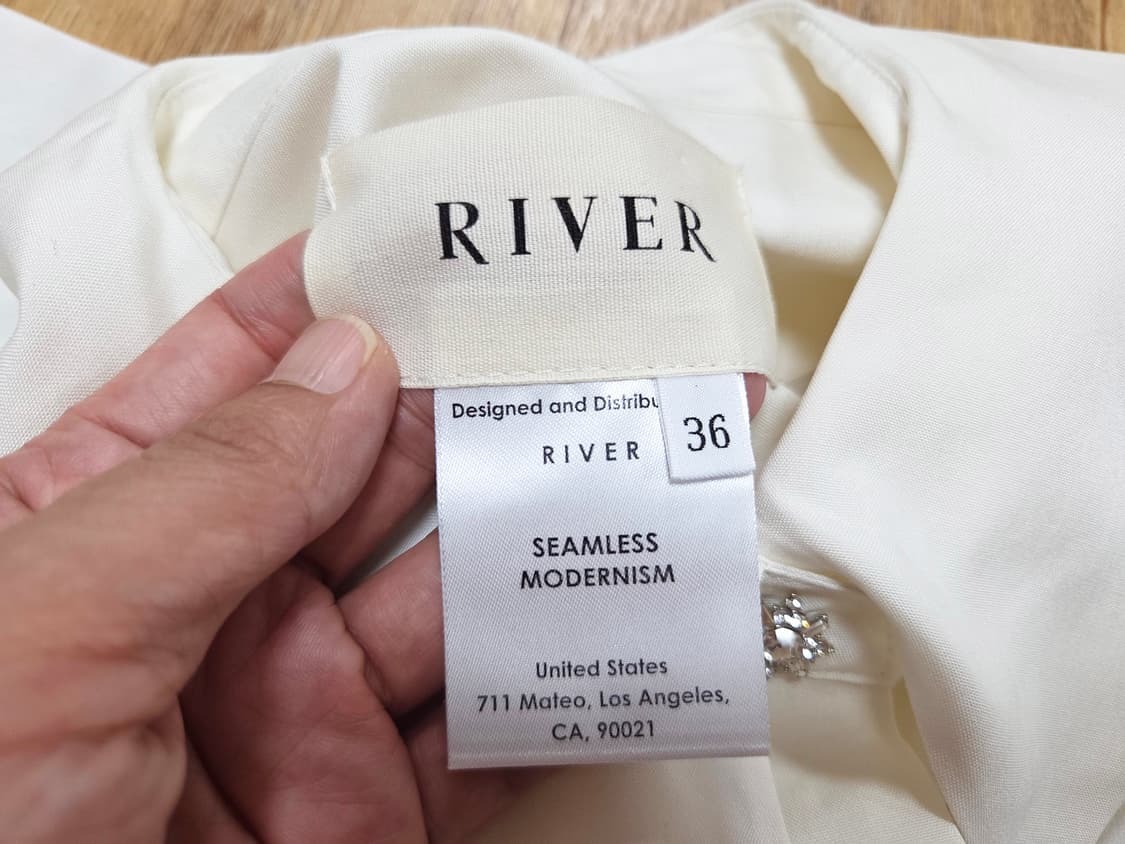 RIVER
Designed and Distribu
36
RIVER
SEAMLESS
MODERNISM
United States
711 Mateo, Los Angeles,
CA, 90021